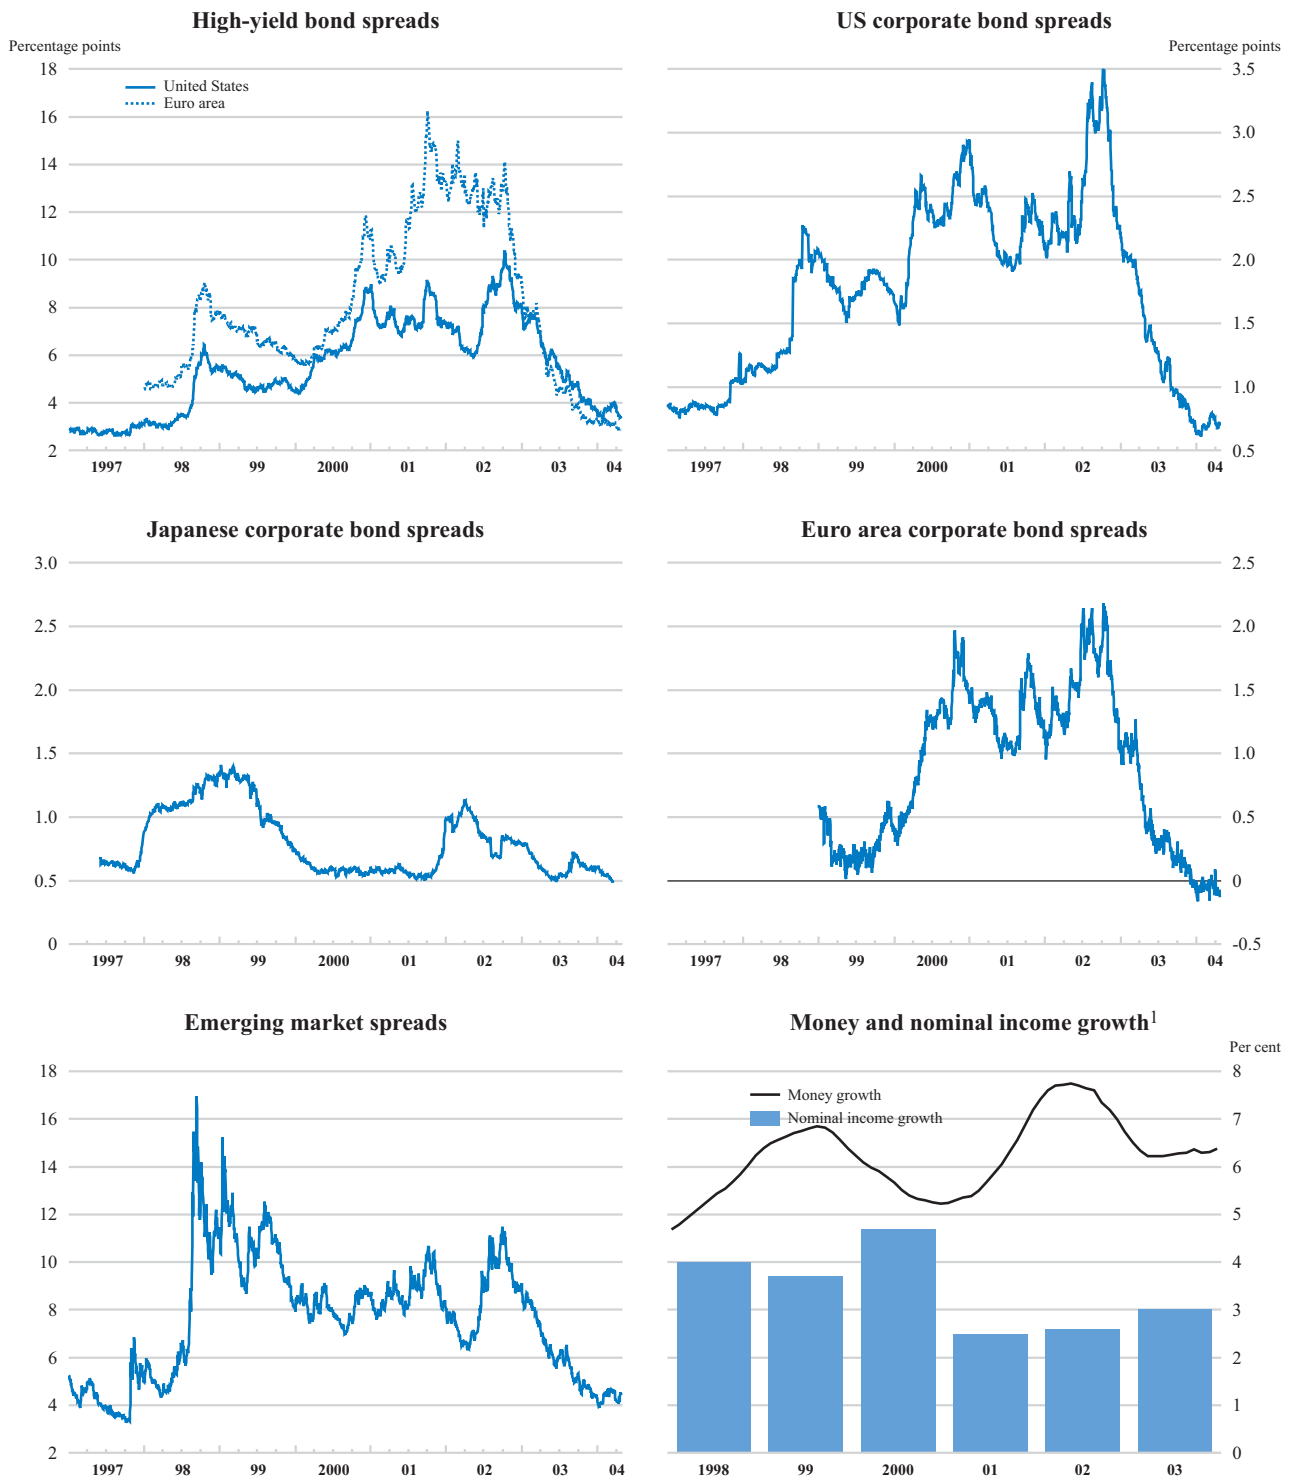 High-yield bond spreads
Percentage points
18
16
14
12
10
8
6
4
2
United States
Euro area
1997 98 99 2000 01 02 03 04
US corporate bond spreads
Percentage points
3.5
3.0
2.5
2.0
1.5
1.0
0.5
1997 98 99 2000 01 02 03 04
Japanese corporate bond spreads
3.0
2.5
2.0
1.5
1.0
0.5
0
1997 98 99 2000 01 02 03 04
Euro area corporate bond spreads
2.5
2.0
1.5
1.0
0.5
0
-0.5
1997 98 99 2000 01 02 03 04
Emerging market spreads
18
16
14
12
10
8
6
4
2
1997 98 99 2000 01 02 03 04
Money and nominal income growth1
Per cent
8
7
6
5
4
3
2
1
0
Money growth
Nominal income growth
1998 99 2000 01 02 03